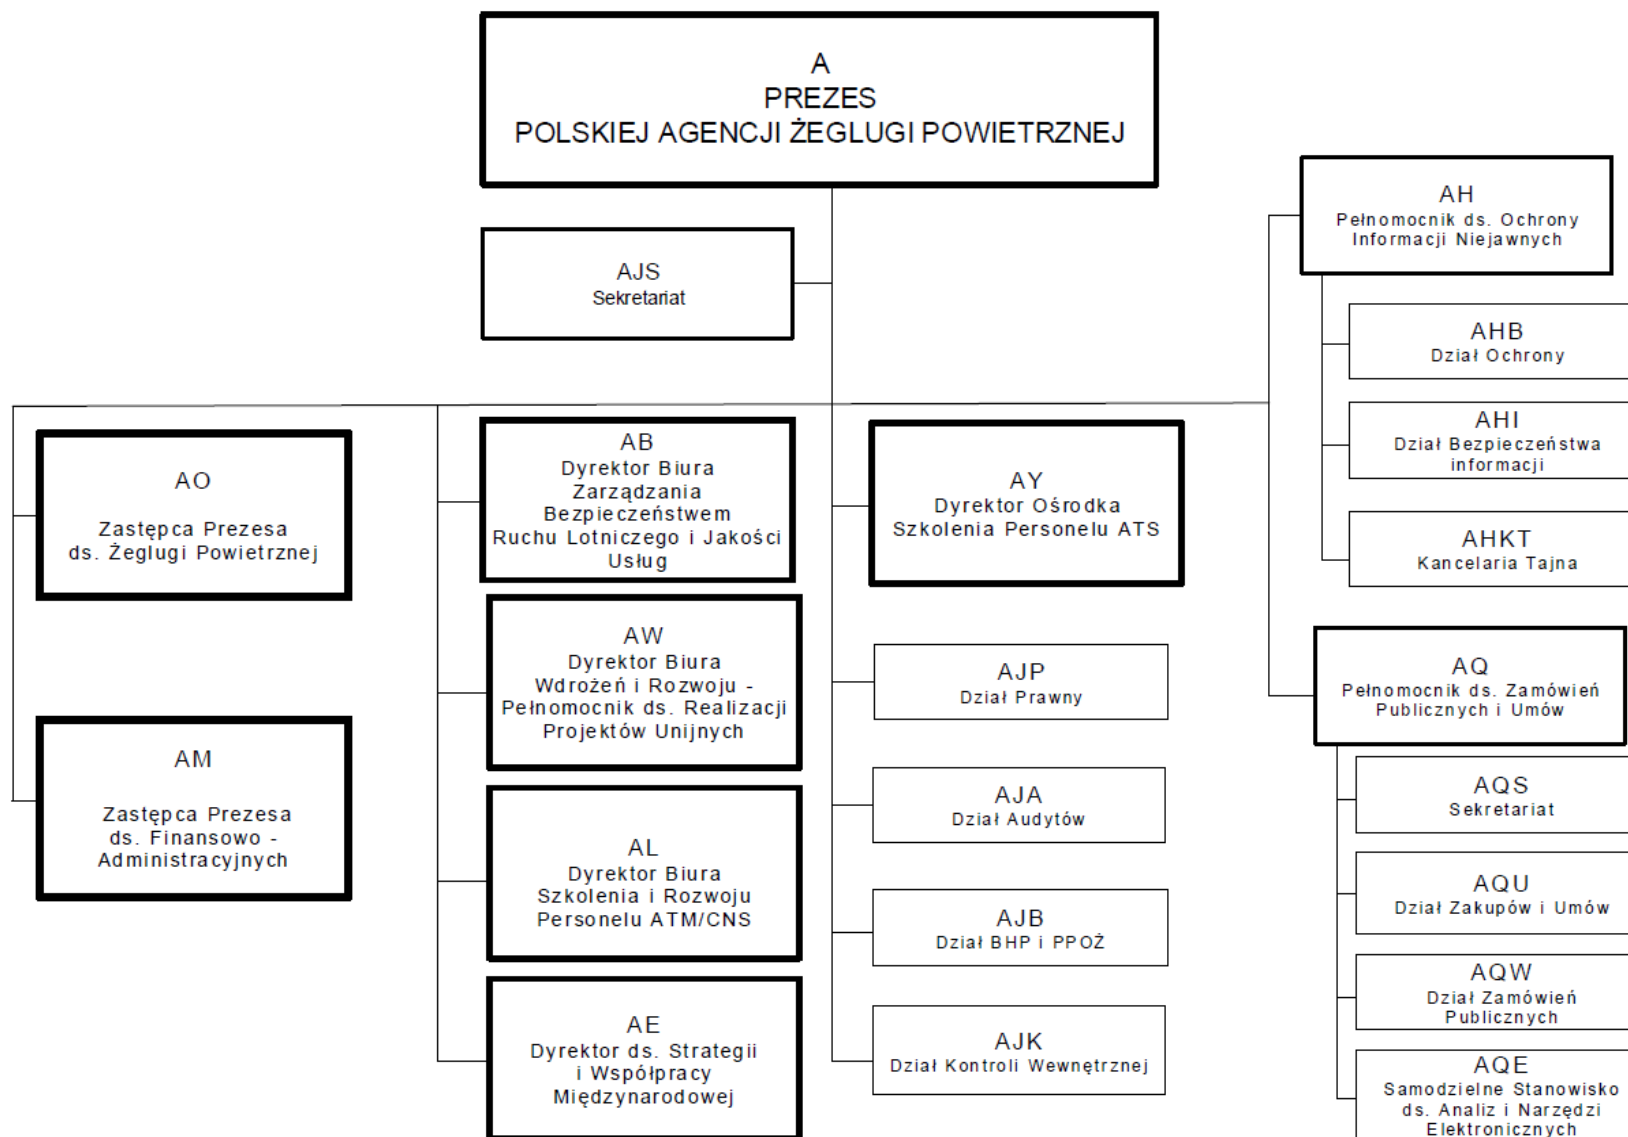 A
PREZES
POLSKIEJ AGENCJI ŻEGLUGI POWIETRZNEJ
AJS
Sekretariat
AO
Zastępca Prezesa
ds. Żeglugi Powietrznej
AM
Zastępca Prezesa
ds. Finansowo -
Administracyjnych
AB
Dyrektor Biura
Zarządzania
Bezpieczeństwem
Ruchu Lotniczego i Jakości
Usług
AW
Dyrektor Biura
Wdrożeń i Rozwoju -
Pełnomocnik ds. Realizacji
Projektów Unijnych
AL
Dyrektor Biura
Szkolenia i Rozwoju
Personelu ATM/CNS
AE
Dyrektor ds. Strategii
i Współpracy
Międzynarodowej
AY
Dyrektor Ośrodka
Szkolenia Personelu ATS
AJP
Dział Prawny
AJA
Dział Audytów
AJB
Dział BHP i PPOŻ
AJK
Dział Kontroli Wewnętrznej
AH
Pełnomocnik ds. Ochrony
Informacji Niejawnych
AHB
Dział Ochrony
AHI
Dział Bezpieczeństwa
informacji
AHKT
Kancelaria Tajna
AQ
Pełnomocnik ds. Zamówień
Publicznych i Umów
AQS
Sekretariat
AQU
Dział Zakupów i Umów
AQW
Dział Zamówień
Publicznych
AQE
Samodzielne Stanowisko
ds. Analiz i Narzędzi
Elektronicznych